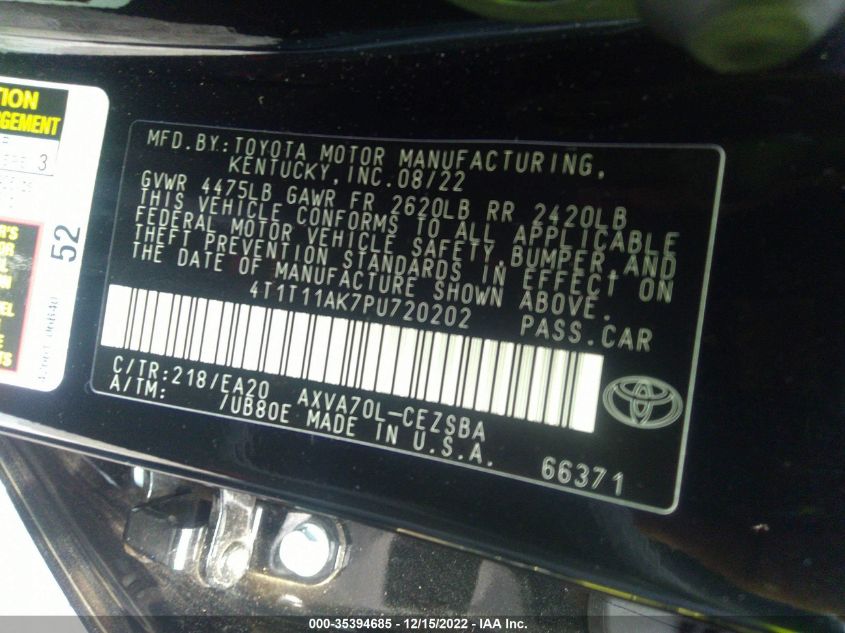 TION
RGEMENT
3
52
MFD.BY:TOYOTA MOTOR MANUFACTURING,
KENTUCKY, INC.08/22
GVWR 4475LB GAWR FR 2620LB RR 2420LB
THIS VEHICLE CONFORMS TO ALL APPLICABLE
FEDERAL MOTOR VEHICLE SAFETY,BUMPER,AND
THEFT PREVENTION STANDARDS IN EFFECT ON
THE DATE OF MANUFACTURE SHOWN ABOVE.
4T1T11AK7PU720202 PASS.CAR
C/TR:218/EA20 AXVA70L-CEZSBA
A/TM: /UB80E MADE IN U.S.A.
66371
000-35394685 - 12/15/2022 - IAA Inc.